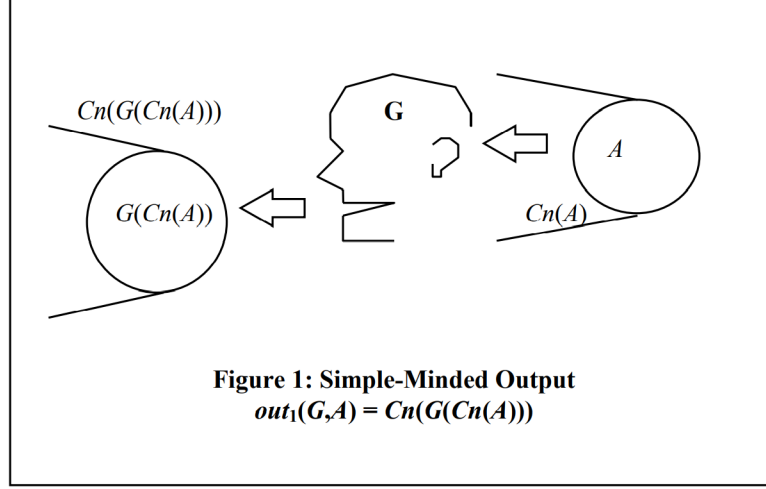 Cn(G(Cn(A)))
G
A
G(Cn(A))
Cn(A)
Figure 1: Simple-Minded Output
out₁(G,A) = Cn(G(Cn(A)))